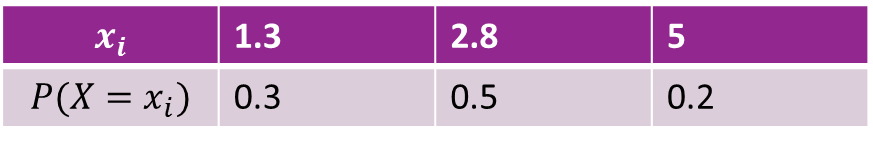 xᵢ 1.3 2.8 5
P(X = xᵢ) 0.3 0.5 0.2